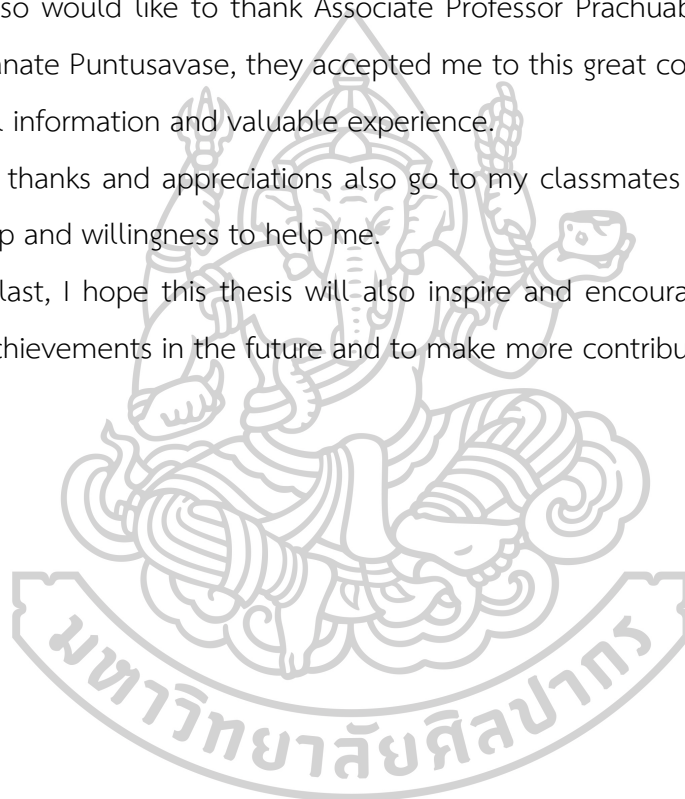 so would like to thank Associate Professor Prachuab
anate Puntusavase, they accepted me to this great co
l information and valuable experience.
thanks and appreciations also go to my classmates
p and willingness to help me.
last, I hope this thesis will also inspire and encoura
chievements in the future and to make more contribu
มหาวิทยาลัยศิลปากร